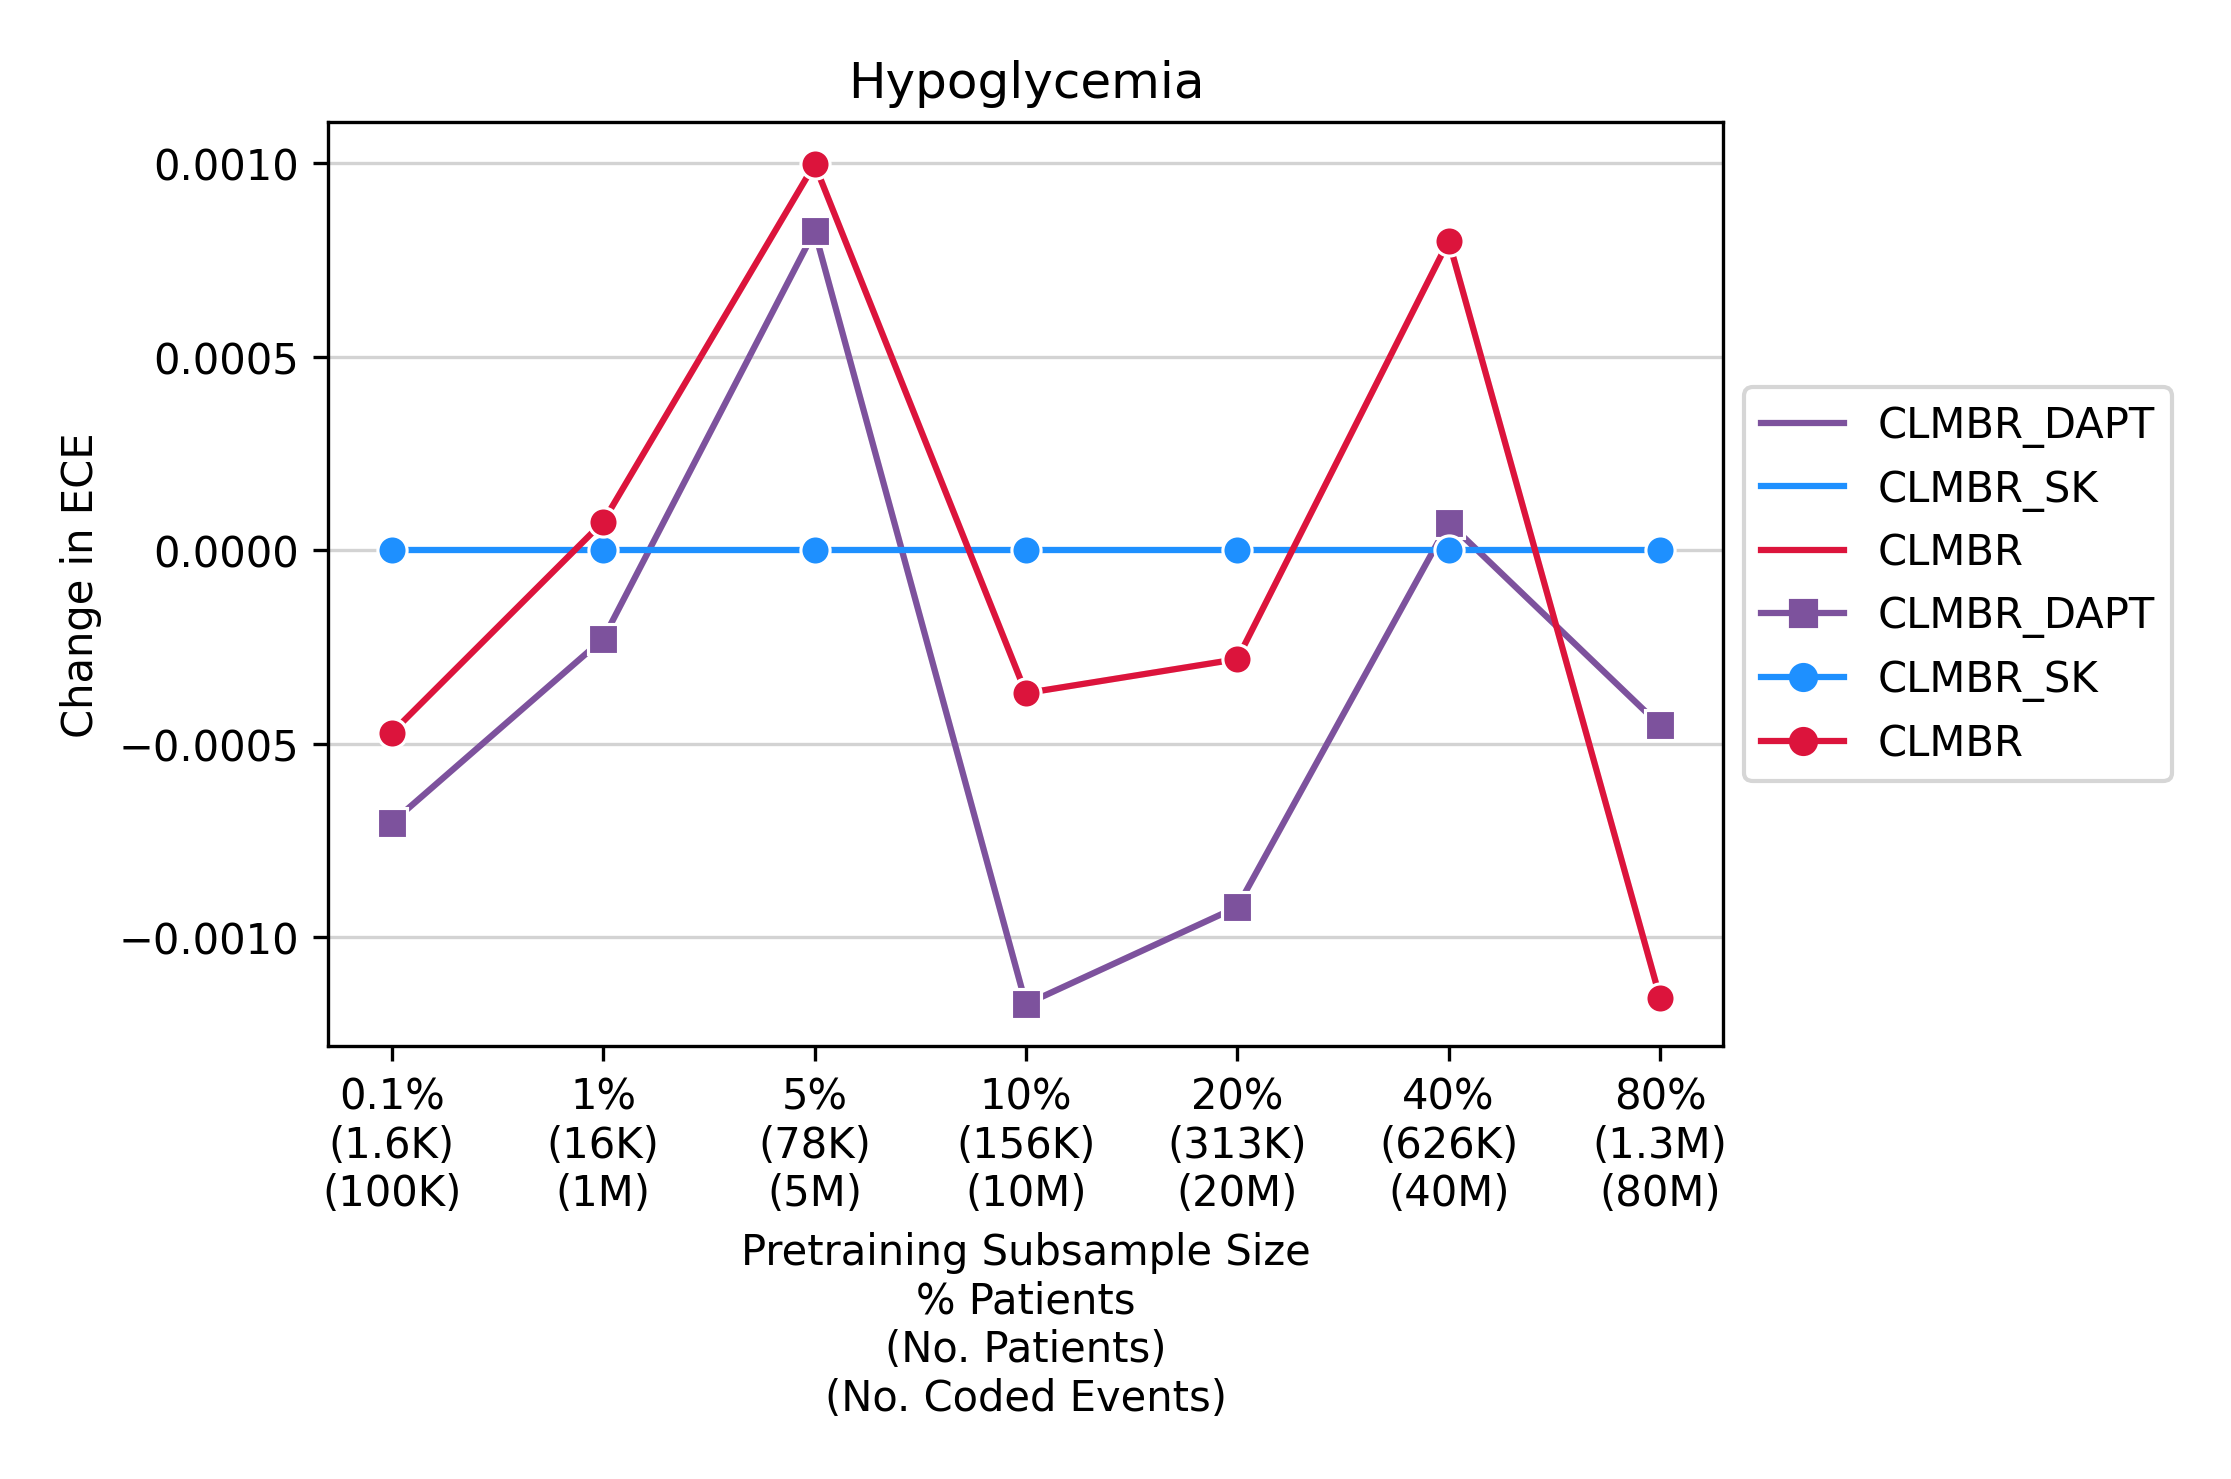 Hypoglycemia
0.0010
0.0005
0.0000
−0.0005
−0.0010
Change in ECE
CLMBR_DAPT
CLMBR_SK
CLMBR
CLMBR_DAPT
CLMBR_SK
CLMBR
0.1% 1% 5% 10% 20% 40% 80%
(1.6K) (16K) (78K) (156K) (313K) (626K) (1.3M)
(100K) (1M) (5M) (10M) (20M) (40M) (80M)
Pretraining Subsample Size
% Patients
(No. Patients)
(No. Coded Events)